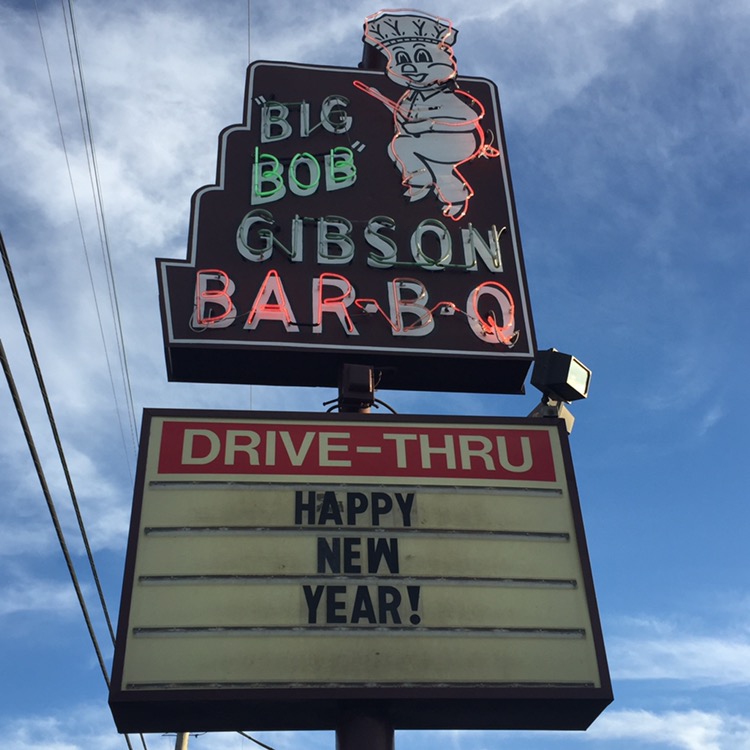 "BIG
BOB"
GIBSON
BAR-B-Q
DRIVE-THRU
HAPPY
NEW
YEAR!